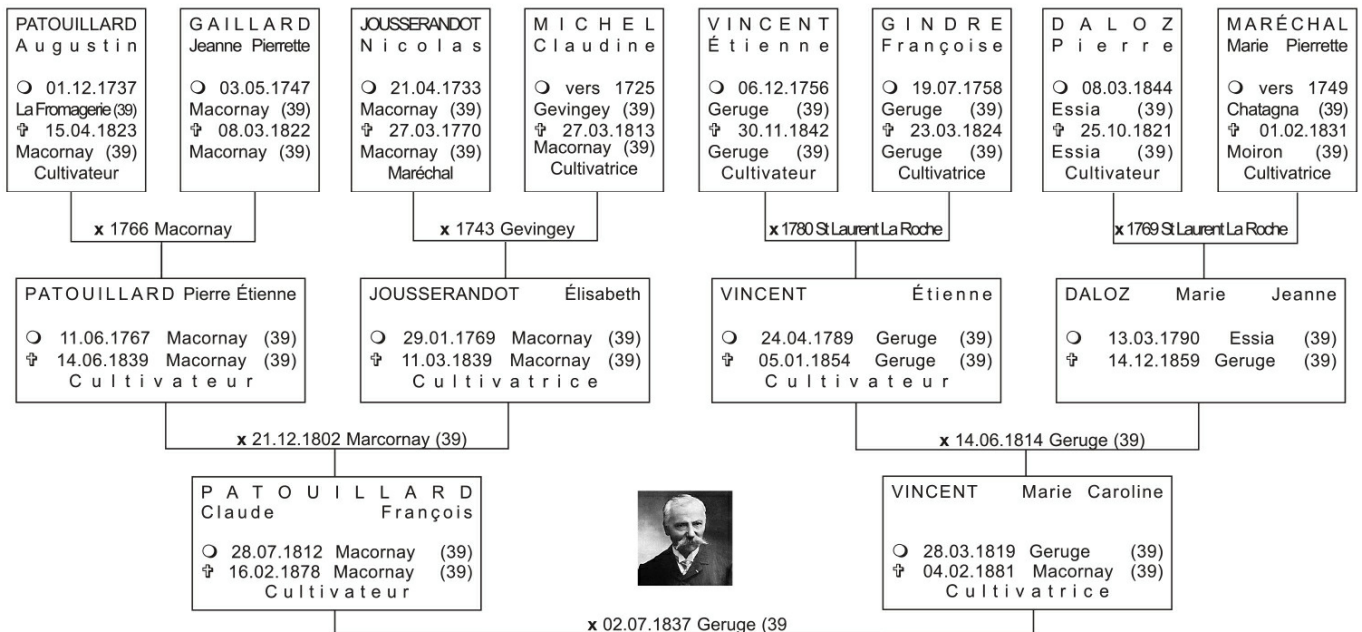 PATOUILLARD
Augustin
❍ 01.12.1737
La Fromagerie (39)
✞ 15.04.1823
Macornay (39)
Cultivateur
GAILLARD
Jeanne Pierrette
❍ 03.05.1747
Macornay (39)
✞ 08.03.1822
Macornay (39)
JOUSSERANDOT
Nicolas
❍ 21.04.1733
Macornay (39)
✞ 27.03.1770
Macornay (39)
Maréchal
MICHEL
Claudine
❍ vers 1725
Gevingey (39)
✞ 27.03.1813
Macornay (39)
Cultivatrice
VINCENT
Étienne
❍ 06.12.1756
Geruge (39)
✞ 30.11.1842
Geruge (39)
Cultivateur
GINDRE
Françoise
❍ 19.07.1758
Geruge (39)
✞ 23.03.1824
Geruge (39)
Cultivatrice
DALOZ
Pierre
❍ 08.03.1844
Essia (39)
✞ 25.10.1821
Essia (39)
Cultivateur
MARÉCHAL
Marie Pierrette
❍ vers 1749
Chatagna (39)
✞ 01.02.1831
Moiron (39)
Cultivatrice
x 1766 Macornay
x 1743 Gevingey
x 1780 St Laurent La Roche
x 1769 St Laurent La Roche
PATOUILLARD Pierre Étienne
❍ 11.06.1767 Macornay (39)
✞ 14.06.1839 Macornay (39)
Cultivateur
JOUSSERANDOT Élisabeth
❍ 29.01.1769 Macornay (39)
✞ 11.03.1839 Macornay (39)
Cultivatrice
VINCENT Étienne
❍ 24.04.1789 Geruge (39)
✞ 05.01.1854 Geruge (39)
Cultivateur
DALOZ Marie Jeanne
❍ 13.03.1790 Essia (39)
✞ 14.12.1859 Geruge (39)
x 21.12.1802 Marcornay (39)
x 14.06.1814 Geruge (39)
PATOUILLARD
Claude François
❍ 28.07.1812 Macornay (39)
✞ 16.02.1878 Macornay (39)
Cultivateur
VINCENT Marie Caroline
❍ 28.03.1819 Geruge (39)
✞ 04.02.1881 Macornay (39)
Cultivatrice
x 02.07.1837 Geruge (39